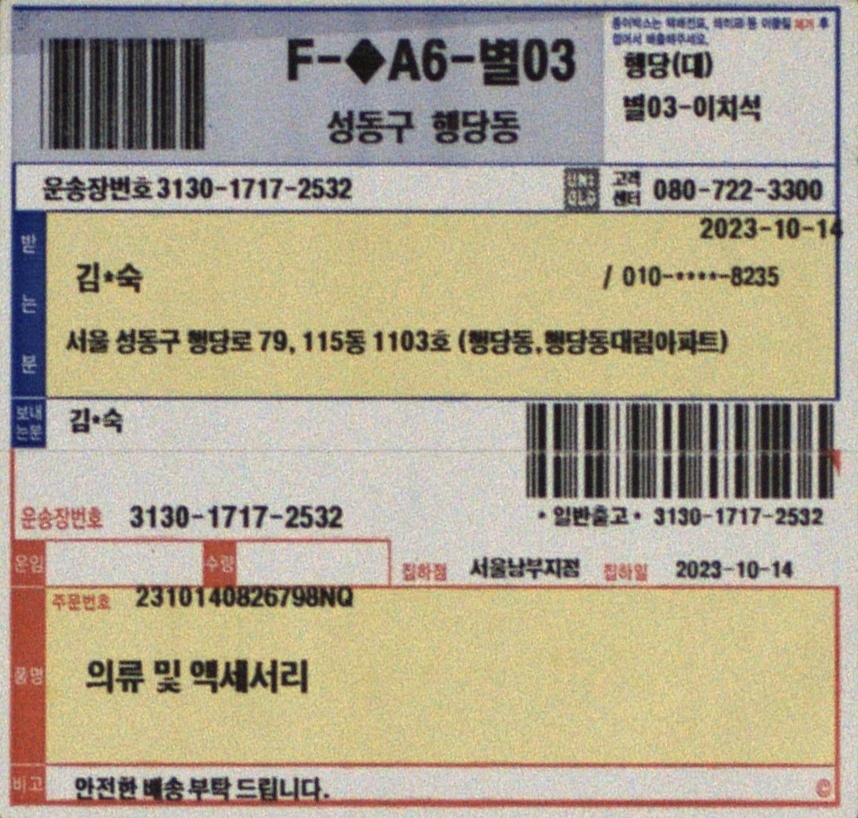 종이박스는 택배전표, 테이프 등 이물질 제거 후
접어서 배출해주세요.
F-◆A6-별03
성동구 행당동
행당(대)
별03-이치석
운송장번호 3130-1717-2532
고객
센터 080-722-3300
2023-10-14
받는분
김*숙 / 010-****-8235
서울 성동구 행당로 79, 115동 1103호 (행당동,행당동대림아파트)
보내는분
김*숙
운송장번호 3130-1717-2532
* 일반출고 * 3130-1717-2532
운임 수량 집하점 서울남부지점 집하일 2023-10-14
주문번호 2310140826798NQ
품명
의류 및 액세서리
비고 안전한 배송 부탁 드립니다. ©